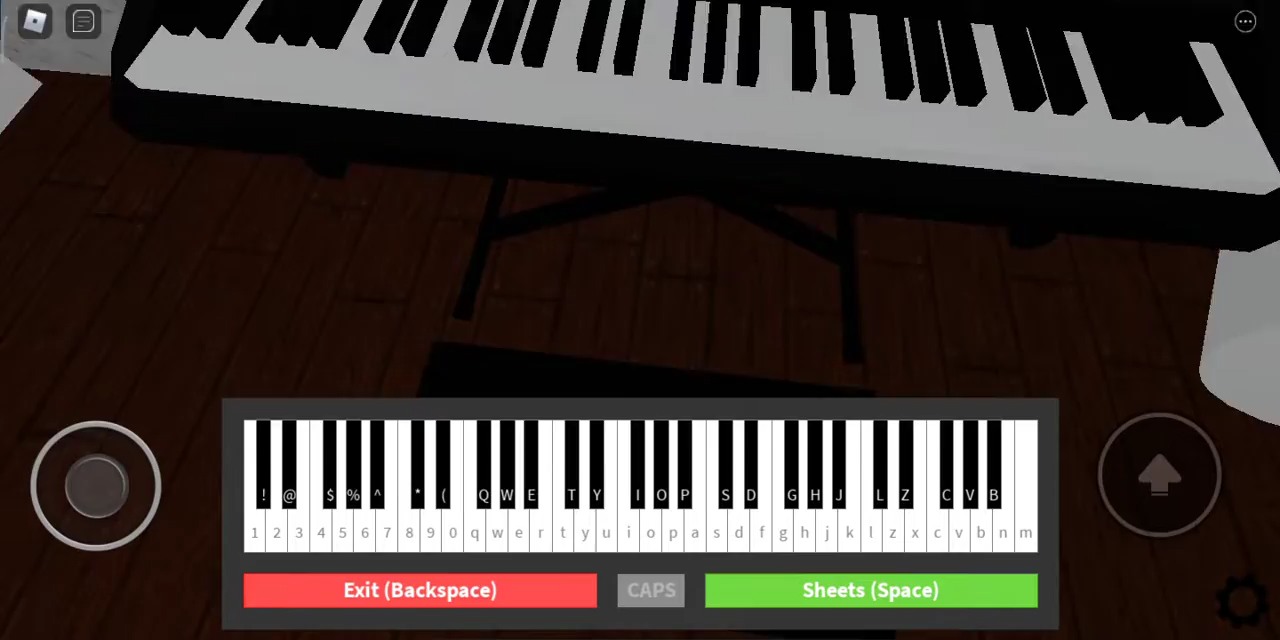 ! @ $ % ^ * ( Q W E T Y I O P S D G H J L Z C V B
1 2 3 4 5 6 7 8 9 0 q w e r t y u i o p a s d f g h j k l z x c v b n m
Exit (Backspace) CAPS Sheets (Space)